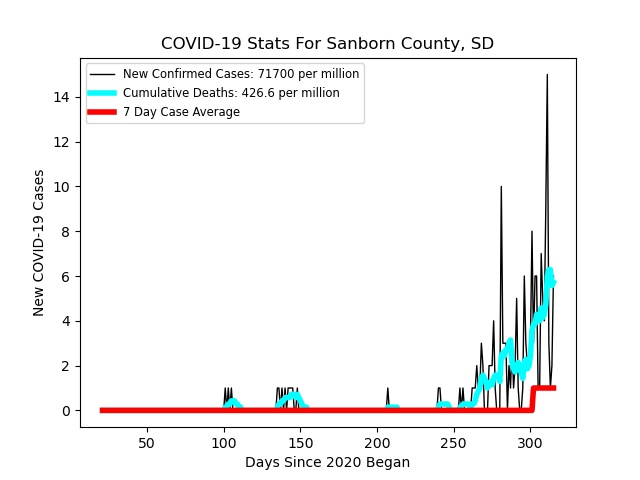 COVID-19 Stats For Sanborn County, SD
New Confirmed Cases: 71700 per million
Cumulative Deaths: 426.6 per million
7 Day Case Average
14
12
10
8
6
4
2
0
New COVID-19 Cases
50 100 150 200 250 300
Days Since 2020 Began